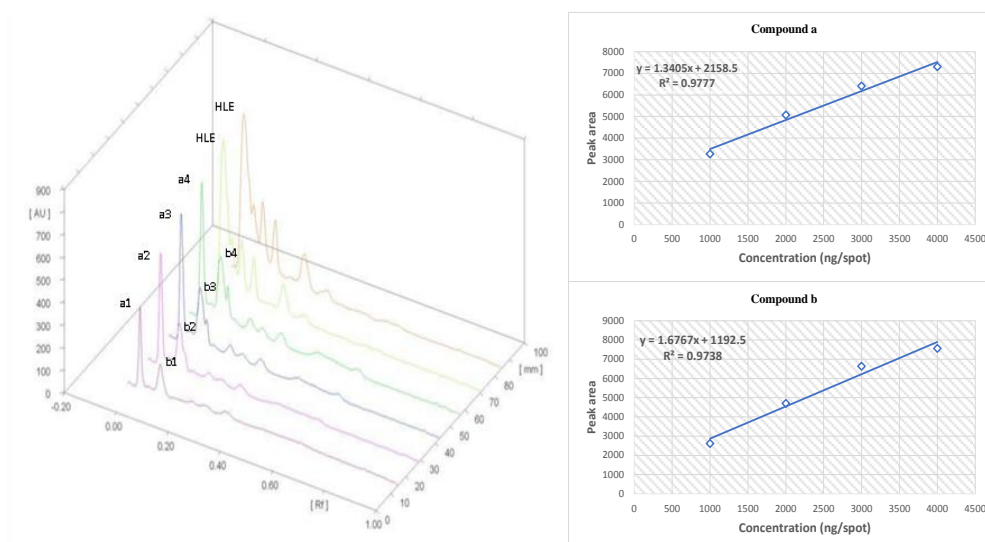 HLE
HLE
a4
a3
a2
a1
b4
b3
b2
b1
900
[AU]
700
600
500
400
300
200
100
0
-0.20
0.00
0.20
0.40
0.60
[Rf]
1.00
0
10
20
30
40
50
60
70
80
[mm]
100
Compound a
y = 1.3405x + 2158.5
R² = 0.9777
Peak area
8000
7000
6000
5000
4000
3000
2000
1000
0
0 500 1000 1500 2000 2500 3000 3500 4000 4500
Concentration (ng/spot)
Compound b
y = 1.6767x + 1192.5
R² = 0.9738
Peak area
9000
8000
7000
6000
5000
4000
3000
2000
1000
0
0 500 1000 1500 2000 2500 3000 3500 4000 4500
Concentration (ng/spot)